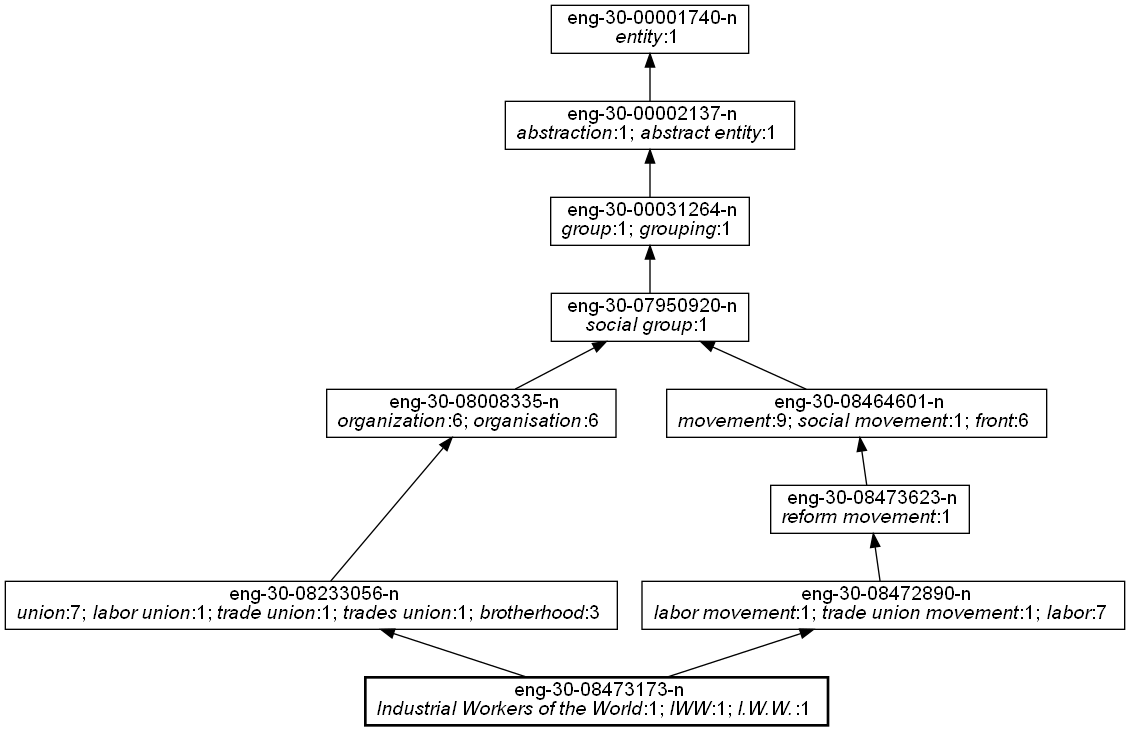 eng-30-00001740-n
entity:1
eng-30-00002137-n
abstraction:1; abstract entity:1
eng-30-00031264-n
group:1; grouping:1
eng-30-07950920-n
social group:1
eng-30-08008335-n
organization:6; organisation:6
eng-30-08464601-n
movement:9; social movement:1; front:6
eng-30-08473623-n
reform movement:1
eng-30-08233056-n
union:7; labor union:1; trade union:1; trades union:1; brotherhood:3
eng-30-08472890-n
labor movement:1; trade union movement:1; labor:7
eng-30-08473173-n
Industrial Workers of the World:1; IWW:1; I.W.W.:1